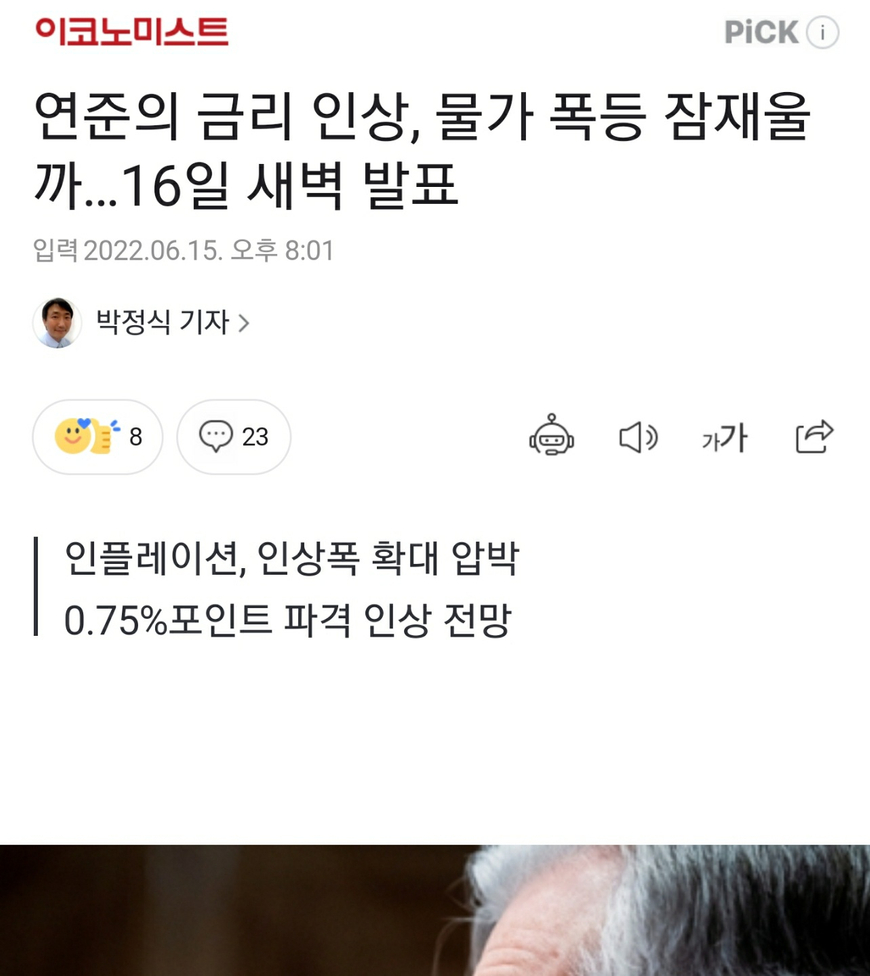 이코노미스트
PiCK i
연준의 금리 인상, 물가 폭등 잠재울
까…16일 새벽 발표
입력 2022.06.15. 오후 8:01
박정식 기자
8
23
가가
인플레이션, 인상폭 확대 압박
0.75%포인트 파격 인상 전망